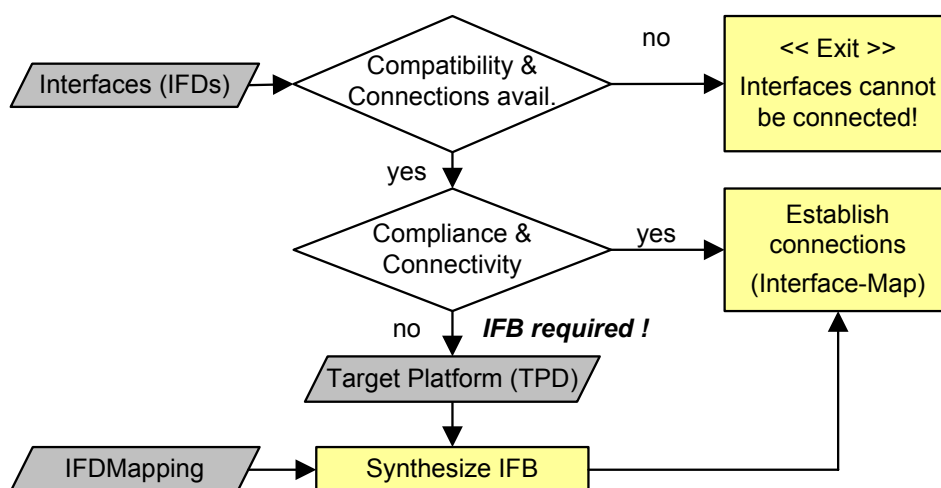 Interfaces (IFDs)
Compatibility &
Connections avail.
no
<< Exit >>
Interfaces cannot
be connected!
yes
Compliance &
Connectivity
yes
Establish
connections
(Interface-Map)
no
IFB required !
Target Platform (TPD)
IFDMapping
Synthesize IFB